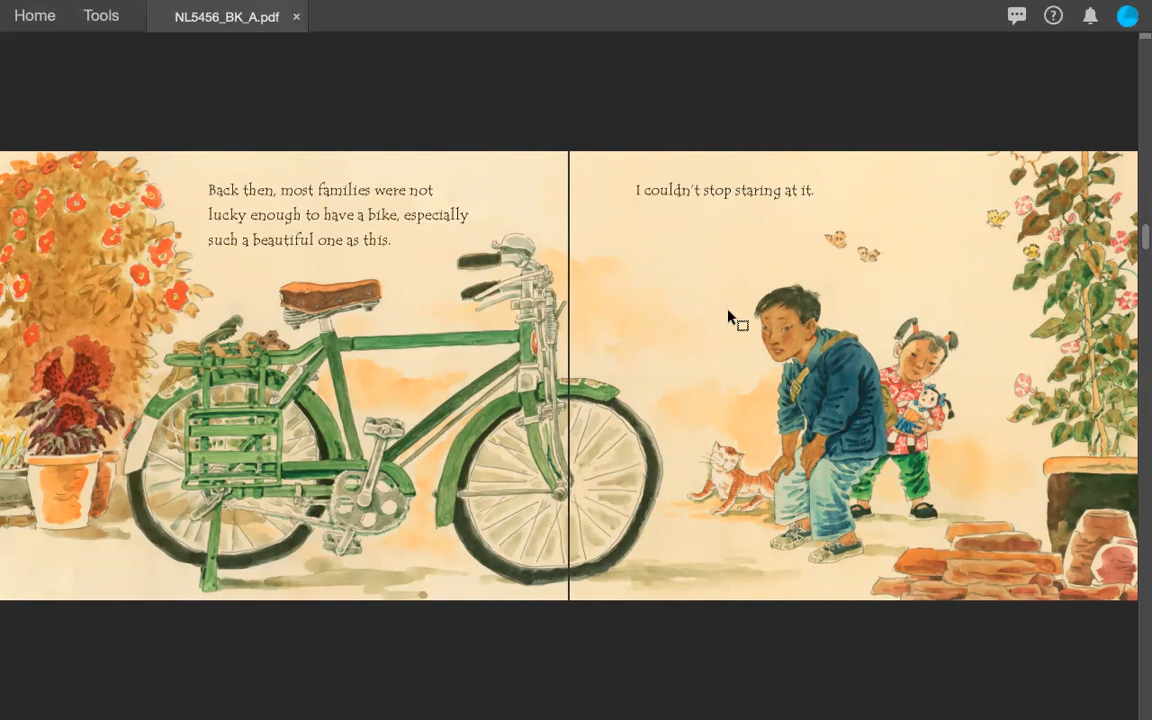 Home
Tools
NL5456_BK_A.pdf
Back then, most families were not
lucky enough to have a bike, especially
such a beautiful one as this.
I couldn't stop staring at it.